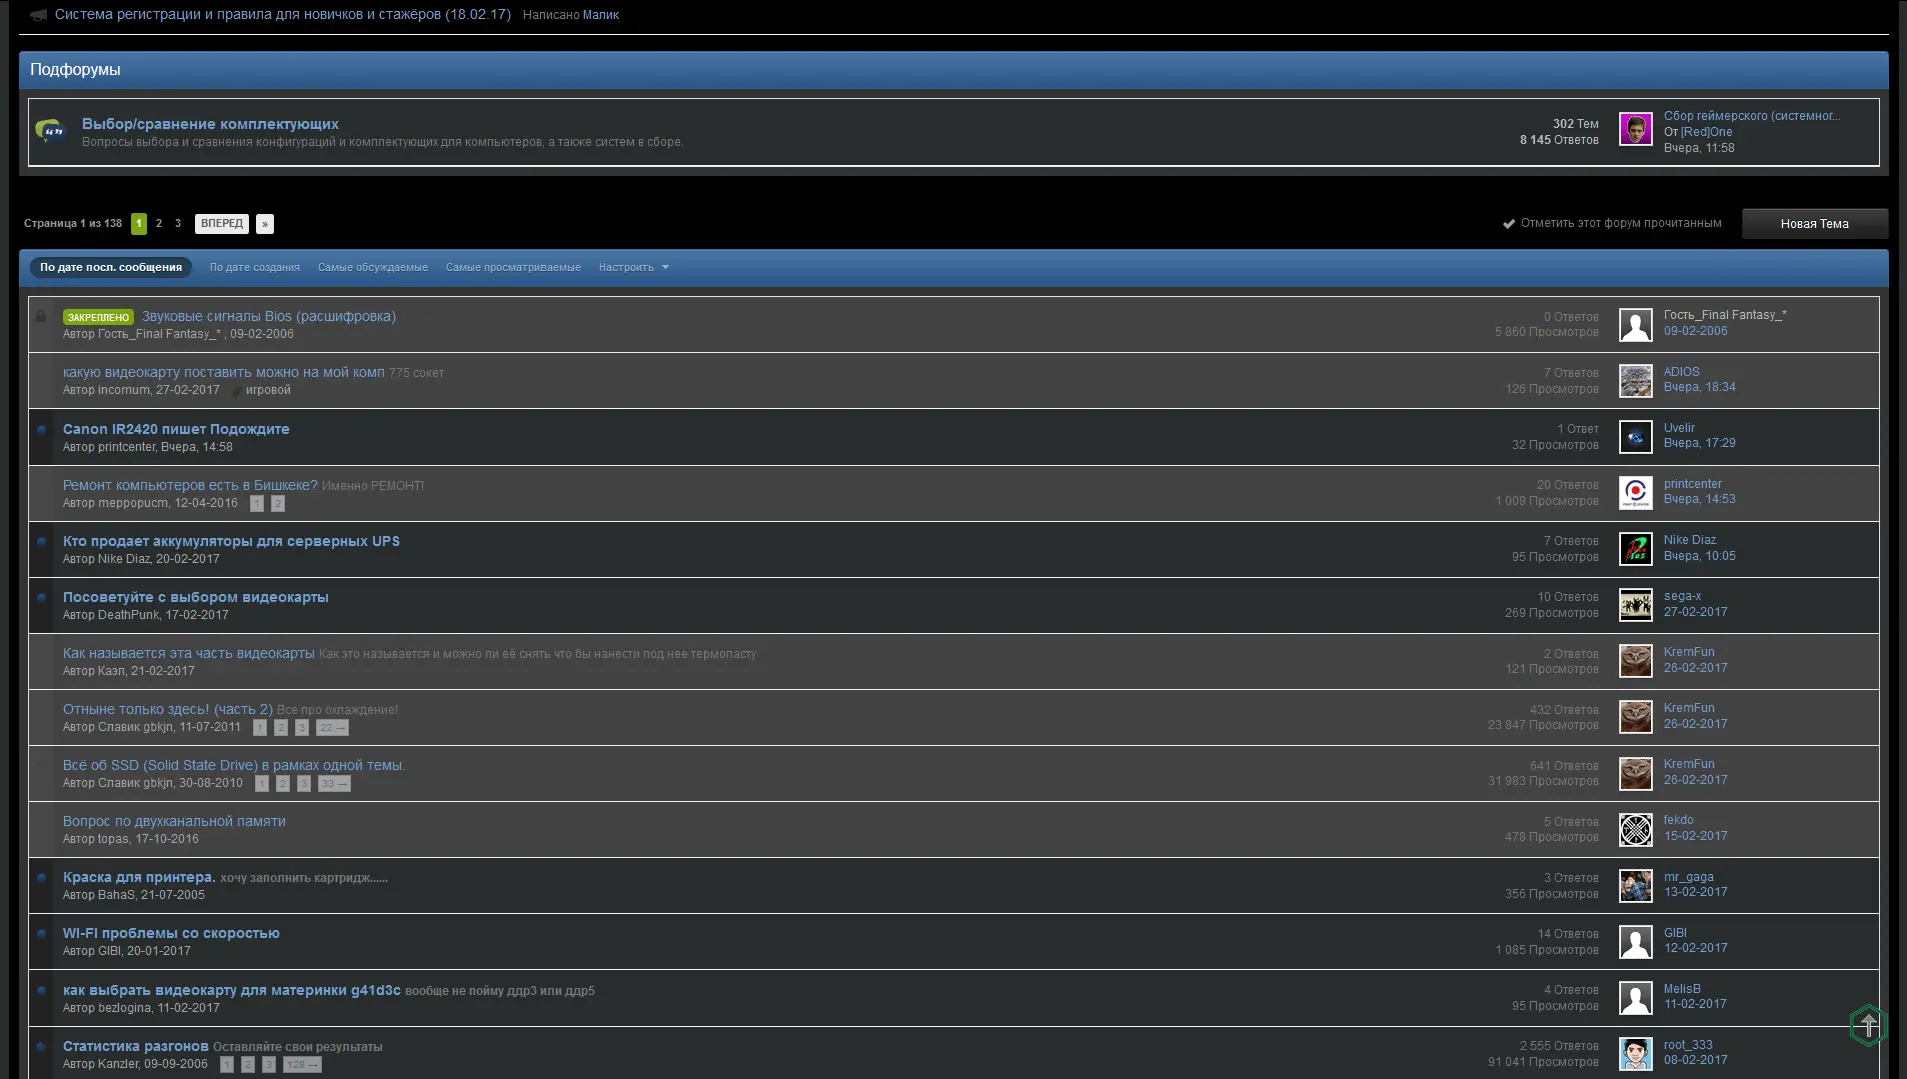 Система регистрации и правила для новичков и стажёров (18.02.17) Написано Малик
Подфорумы
Выбор/сравнение комплектующих
Вопросы выбора и сравнения конфигураций и комплектующих для компьютеров, а также систем в сборе.
302 Тем
8 145 Ответов
Сбор геймерского (системног...
От [Red]One
Вчера, 11:58
Страница 1 из 138 1 2 3 ВПЕРЕД »
Отметить этот форум прочитанным
Новая Тема
По дате посл. сообщения По дате создания Самые обсуждаемые Самые просматриваемые Настроить
ЗАКРЕПЛЕНО Звуковые сигналы Bios (расшифровка)
Автор Гость_Final Fantasy_* , 09-02-2006
0 Ответов
5 860 Просмотров
Гость_Final Fantasy_*
09-02-2006
какую видеокарту поставить можно на мой комп 775 сокет
Автор incomum, 27-02-2017 игровой
7 Ответов
126 Просмотров
ADIOS
Вчера, 18:34
Canon IR2420 пишет Подождите
Автор printcenter, Вчера, 14:58
1 Ответ
32 Просмотров
Uvelir
Вчера, 17:29
Ремонт компьютеров есть в Бишкеке? Именно РЕМОНТ!
Автор меррорист, 12-04-2016 1 2
20 Ответов
1 009 Просмотров
printcenter
Вчера, 14:53
Кто продает аккумуляторы для серверных UPS
Автор Nike Diaz, 20-02-2017
7 Ответов
95 Просмотров
Nike Diaz
Вчера, 10:05
Посоветуйте с выбором видеокарты
Автор DeathPunk, 17-02-2017
10 Ответов
269 Просмотров
sega-x
27-02-2017
Как называется эта часть видеокарты Как это называется и можно ли её снять что бы нанести под нее термопасту
Автор Каэл, 21-02-2017
2 Ответов
121 Просмотров
KremFun
26-02-2017
Отныне только здесь! (часть 2) Все про охлаждение!
Автор Славик gbkjn, 11-07-2011 1 2 3 22 →
432 Ответов
23 847 Просмотров
KremFun
26-02-2017
Всё об SSD (Solid State Drive) в рамках одной темы.
Автор Славик gbkjn, 30-08-2010 1 2 3 33 →
641 Ответов
31 983 Просмотров
KremFun
26-02-2017
Вопрос по двухканальной памяти
Автор topas, 17-10-2016
5 Ответов
478 Просмотров
fekdo
15-02-2017
Краска для принтера. хочу заполнить картридж......
Автор BahaS, 21-07-2005
3 Ответов
356 Просмотров
mr_gaga
13-02-2017
WI-FI проблемы со скоростью
Автор GIBI, 20-01-2017
14 Ответов
1 085 Просмотров
GIBI
12-02-2017
как выбрать видеокарту для материнки g41d3c вообще не пойму ддр3 или ддр5
Автор bezlogina, 11-02-2017
4 Ответов
95 Просмотров
MelisB
11-02-2017
Статистика разгонов Оставляйте свои результаты
Автор Kanzler, 09-09-2006 1 2 3 128 →
2 555 Ответов
91 041 Просмотров
root_333
08-02-2017